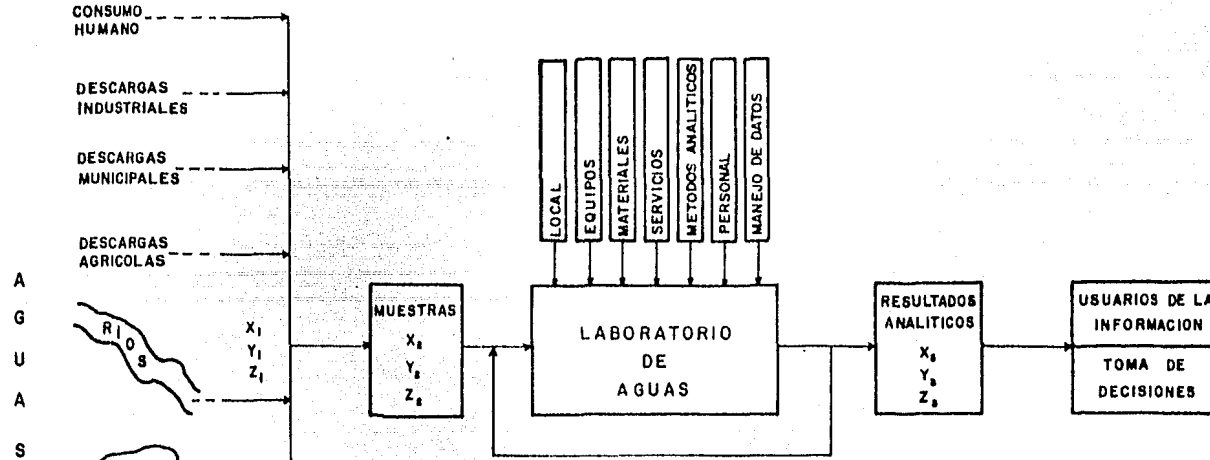 CONSUMO
HUMANO
DESCARGAS
INDUSTRIALES
DESCARGAS
MUNICIPALES
DESCARGAS
AGRICOLAS
A
G
U
A
S
RIOS
X₁
Y₁
Z₁
MUESTRAS
X₂
Y₂
Z₂
LOCAL
EQUIPOS
MATERIALES
SERVICIOS
METODOS ANALITICOS
PERSONAL
MANEJO DE DATOS
LABORATORIO
DE
AGUAS
RESULTADOS
ANALITICOS
X₃
Y₃
Z₃
USUARIOS DE LA
INFORMACION
TOMA DE
DECISIONES